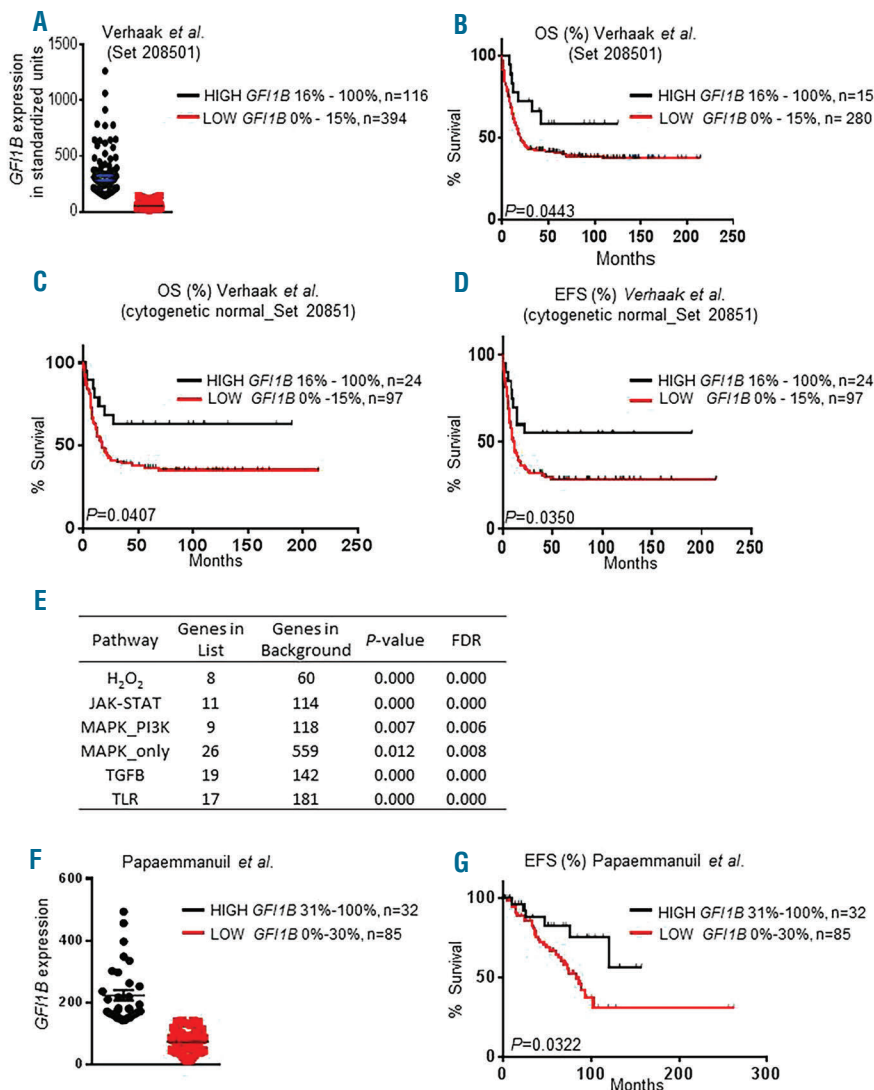 A
Verhaak et al.
(Set 208501)
GFI1B expression
in standardized units
1500
1000
500
0
HIGH GFI1B 16% - 100%, n=116
LOW GFI1B 0% - 15%, n=394
B
OS (%) Verhaak et al.
(Set 208501)
% Survival
100
50
0
HIGH GFI1B 16% - 100%, n=15
LOW GFI1B 0% - 15%, n= 280
P=0.0443
0 50 100 150 200 250
Months
C
OS (%) Verhaak et al.
(cytogenetic normal_Set 20851)
% Survival
100
50
0
HIGH GFI1B 16% - 100%, n=24
LOW GFI1B 0% -15%, n=97
P=0.0407
0 50 100 150 200 250
Months
D
EFS (%) Verhaak et al.
(cytogenetic normal_Set 20851)
% Survival
100
50
0
HIGH GFI1B 16% - 100%, n=24
LOW GFI1B 0% - 15%, n=97
P=0.0350
0 50 100 150 200 250
Months
E
Pathway Genes in List Genes in Background P-value FDR
H₂O₂ 8 60 0.000 0.000
JAK-STAT 11 114 0.000 0.000
MAPK_PI3K 9 118 0.007 0.006
MAPK_only 26 559 0.012 0.008
TGFB 19 142 0.000 0.000
TLR 17 181 0.000 0.000
F
Papaemmanuil et al.
GFI1B expression
600
400
200
0
HIGH GFI1B 31%-100%, n=32
LOW GFI1B 0%-30%, n=85
G
EFS (%) Papaemmanuil et al.
% Survival
100
50
0
HIGH GFI1B 31%-100%, n=32
LOW GFI1B 0%-30%, n=85
P=0.0322
0 100 200 300
Months